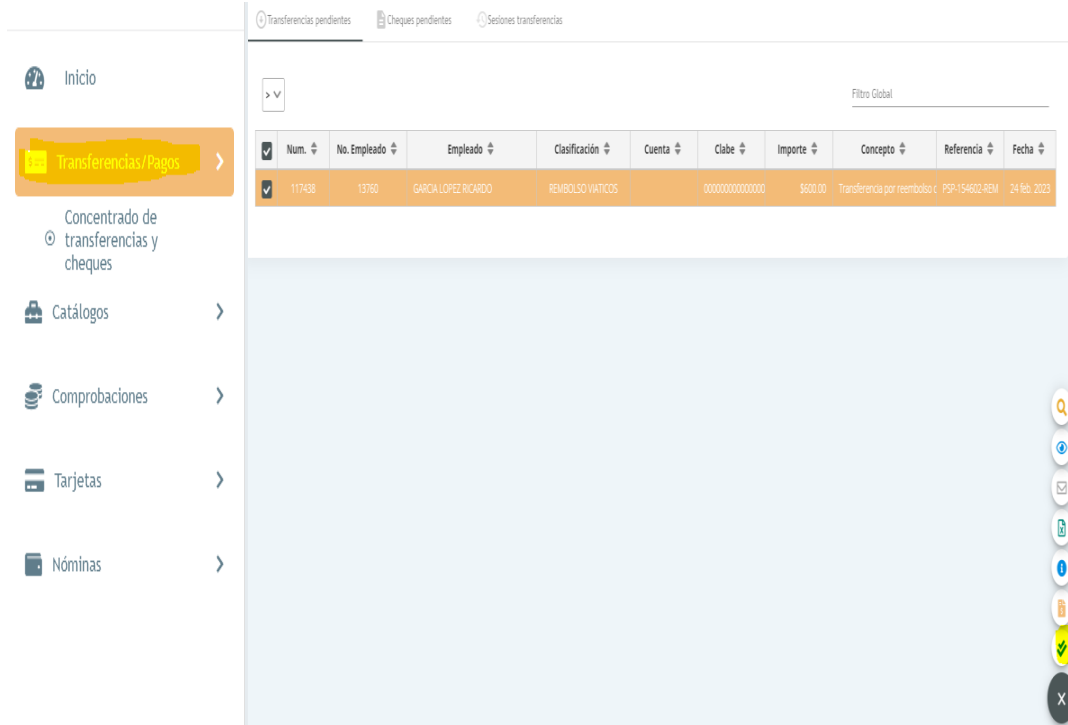 Transferencias pendientes Cheques pendientes Sesiones transferencias
Inicio
Filtro Global
Transferencias/Pagos
Num. No. Empleado Empleado Clasificación Cuenta Clabe Importe Concepto Referencia Fecha
117438 13760 GARCIA LOPEZ RICARDO REMBOLSO VIATICOS 000000000000000 $600.00 Transferencia por reembolso c PSP-154602-REM 24 feb. 2023
Concentrado de
transferencias y
cheques
Catálogos
Comprobaciones
Tarjetas
Nóminas